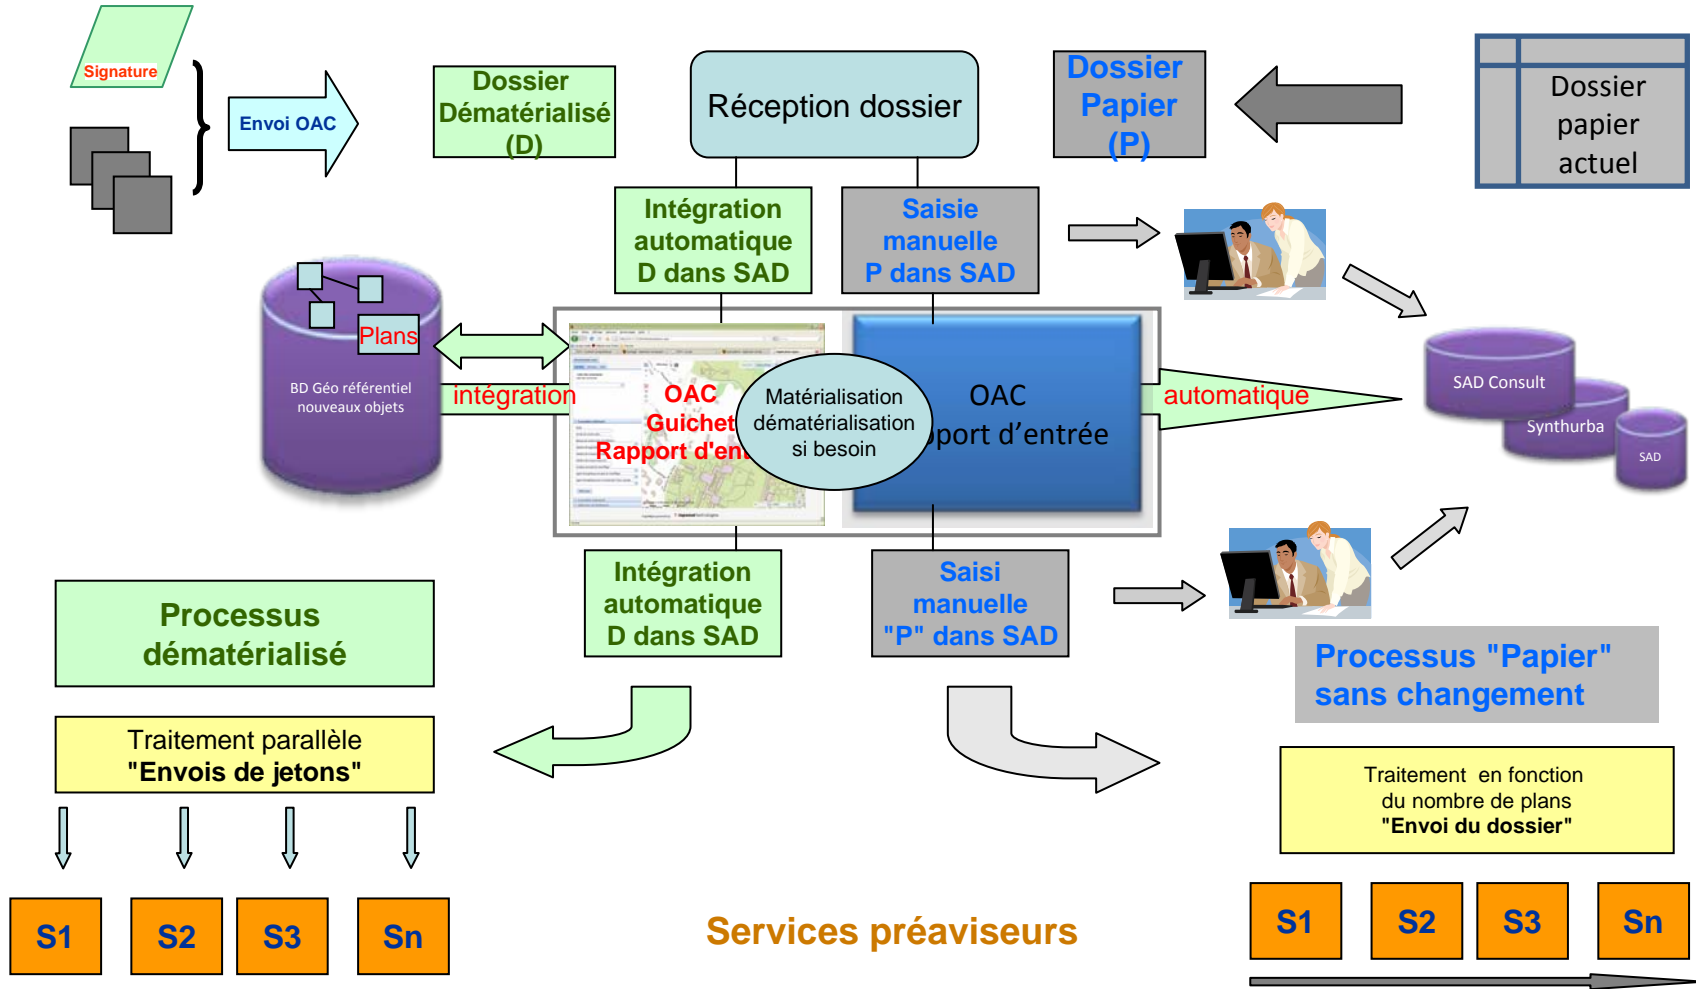 Signature
Envoi OAC
Dossier
Dématérialisé
(D)
Réception dossier
Dossier
Papier
(P)
Dossier
papier
actuel
Intégration
automatique
D dans SAD
Saisie
manuelle
P dans SAD
Plans
BD Géo référentiel
nouveaux objets
intégration
OAC
Guichet
Rapport d'ent
Matérialisation
dématérialisation
si besoin
OAC
pport d’entrée
automatique
SAD Consult
Synthurba
SAD
Intégration
automatique
D dans SAD
Saisi
manuelle
"P" dans SAD
Processus
dématérialisé
Processus "Papier"
sans changement
Traitement parallèle
"Envois de jetons"
Traitement en fonction
du nombre de plans
"Envoi du dossier"
S1
S2
S3
Sn
Services préaviseurs
S1
S2
S3
Sn